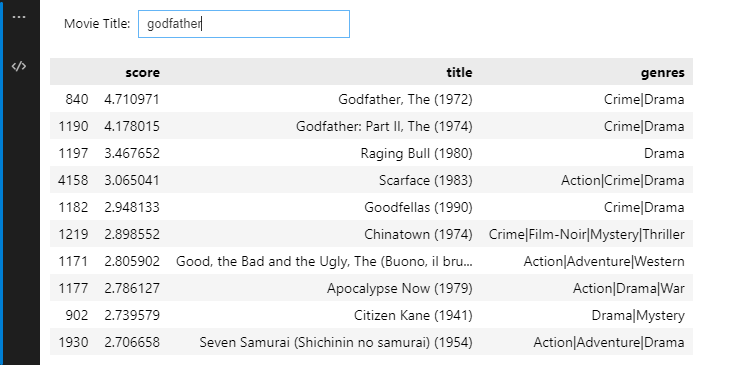 Movie Title: godfather
score title genres
840 4.710971 Godfather, The (1972) Crime|Drama
1190 4.178015 Godfather: Part II, The (1974) Crime|Drama
1197 3.467652 Raging Bull (1980) Drama
4158 3.065041 Scarface (1983) Action|Crime|Drama
1182 2.948133 Goodfellas (1990) Crime|Drama
1219 2.898552 Chinatown (1974) Crime|Film-Noir|Mystery|Thriller
1171 2.805902 Good, the Bad and the Ugly, The (Buono, il bru... Action|Adventure|Western
1177 2.786127 Apocalypse Now (1979) Action|Drama|War
902 2.739579 Citizen Kane (1941) Drama|Mystery
1930 2.706658 Seven Samurai (Shichinin no samurai) (1954) Action|Adventure|Drama